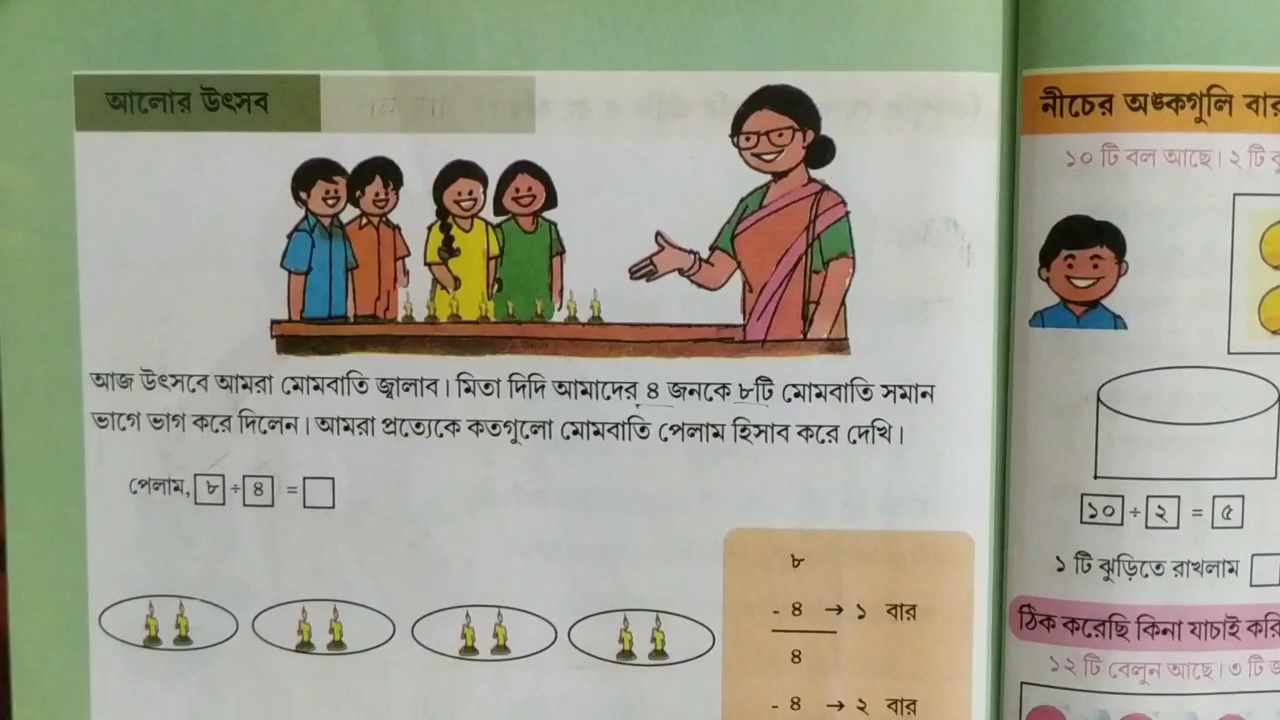 আলোর উৎসব
আজ উৎসবে আমরা মোমবাতি জ্বালাব। মিতা দিদি আমাদের ৪ জনকে ৮টি মোমবাতি সমান
ভাগে ভাগ করে দিলেন। আমরা প্রত্যেকে কতগুলো মোমবাতি পেলাম হিসাব করে দেখি।
পেলাম, ৮ ÷ ৪ =
৮
- ৪ → ১ বার
৪
- ৪ → ২ বার
নীচের অঙ্কগুলি
১০ টি বল আছে। ২ টি
১০ ÷ ২ = ৫
১ টি ঝুড়িতে রাখলাম
ঠিক করেছি কিনা যাচাই
১২ টি বেলুন আছে। ৩ টি